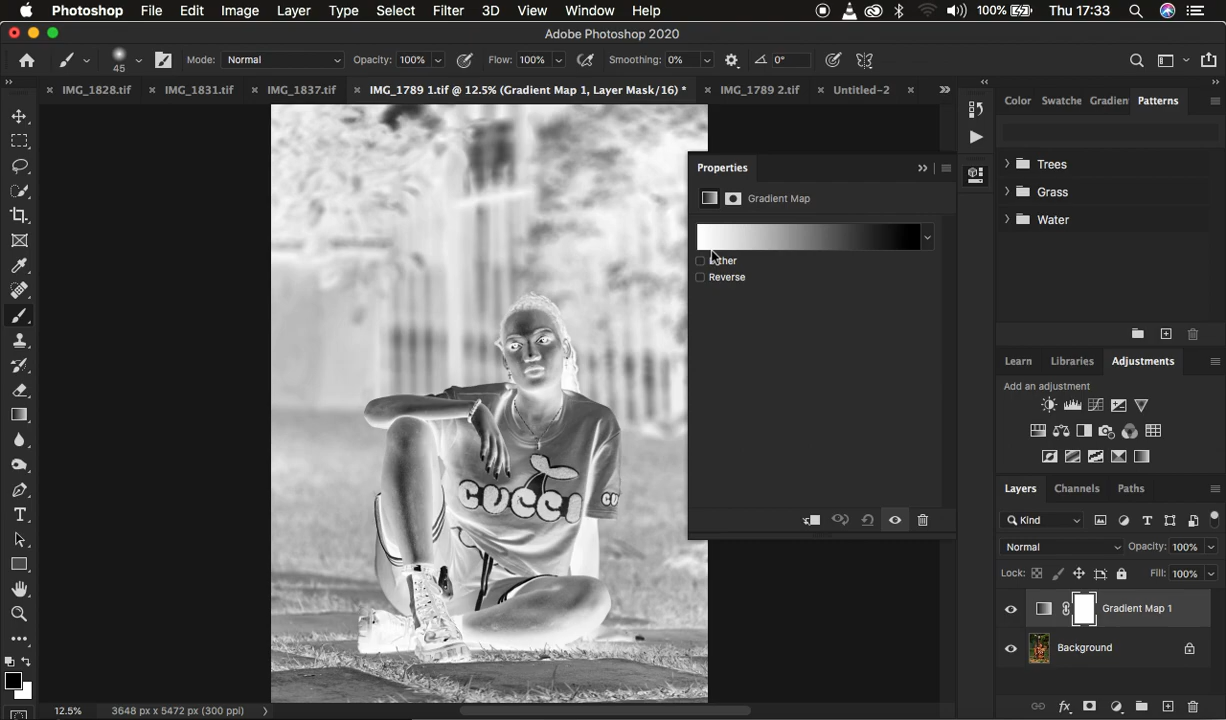 Photoshop File Edit Image Layer Type Select Filter 3D View Window Help 100% Thu 17:33
Adobe Photoshop 2020
45 Mode: Normal Opacity: 100% Flow: 100% Smoothing: 0% 0°
IMG_1828.tif IMG_1831.tif IMG_1837.tif IMG_1789 1.tif @ 12.5% (Gradient Map 1, Layer Mask/16) * IMG_1789 2.tif Untitled-2
Color Swatche Gradien Patterns
Properties
Trees
Gradient Map
Grass
Water
Reverse
Learn Libraries Adjustments
Add an adjustment
CUCCI
Layers Channels Paths
Kind
Normal Opacity: 100%
Lock: Fill: 100%
Gradient Map 1
Background
12.5% 3648 px x 5472 px (300 ppi)